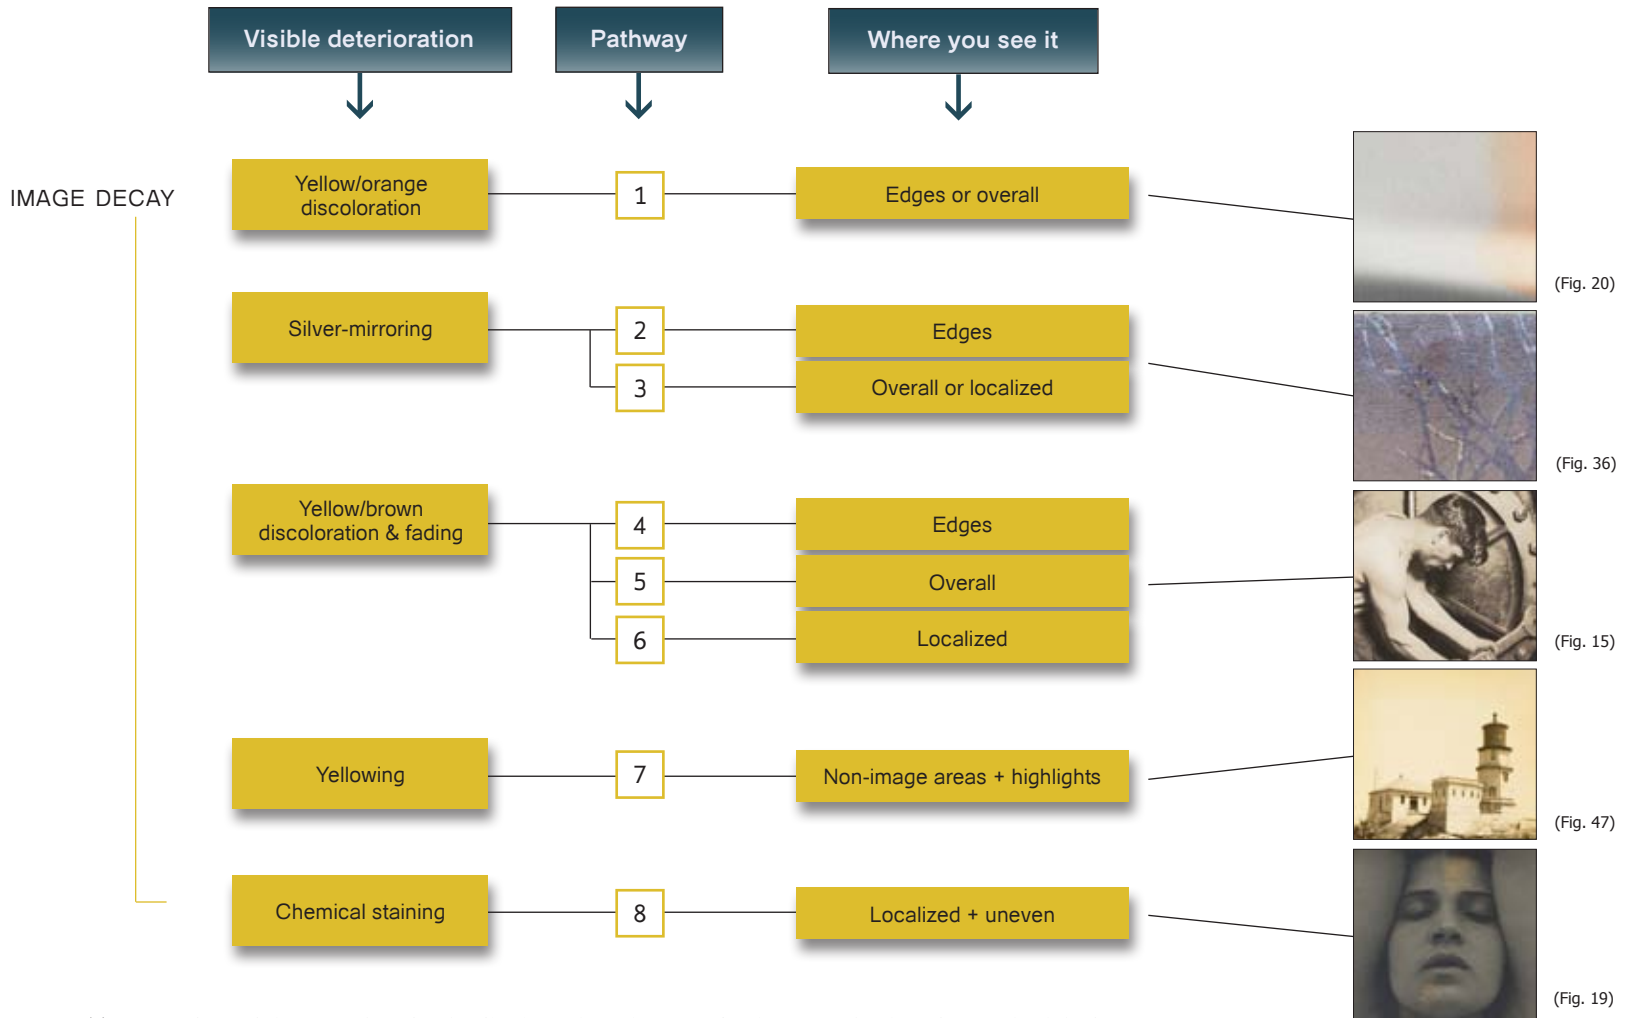 Visible deterioration
Pathway
Where you see it
IMAGE DECAY
Yellow/orange
discoloration
1
Edges or overall
(Fig. 20)
Silver-mirroring
2
Edges
3
Overall or localized
(Fig. 36)
Yellow/brown
discoloration & fading
4
Edges
5
Overall
6
Localized
(Fig. 15)
Yellowing
7
Non-image areas + highlights
(Fig. 47)
Chemical staining
8
Localized + uneven
(Fig. 19)